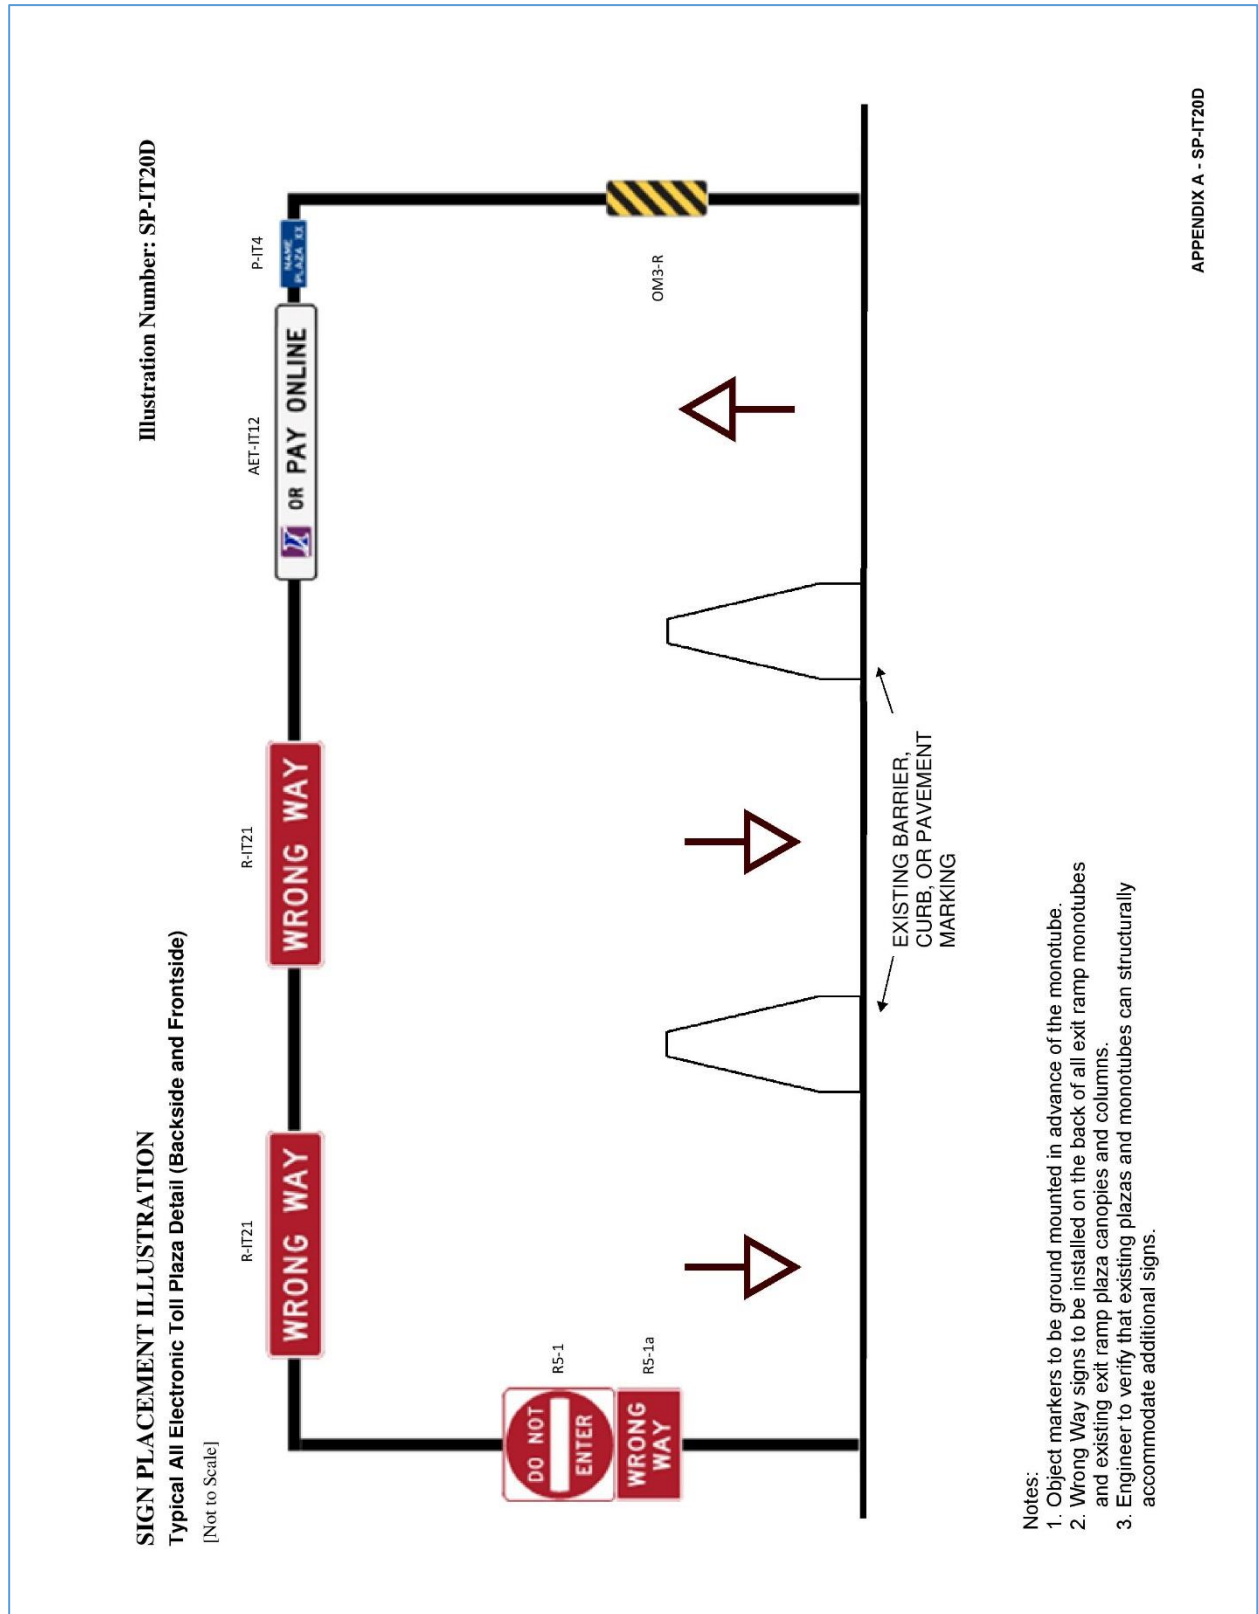 SIGN PLACEMENT ILLUSTRATION
Illustration Number: SP-IT20D
Typical All Electronic Toll Plaza Detail (Backside and Frontside)
[Not to Scale]
R-IT21
R-IT21
AET-IT12
P-IT4
WRONG WAY
WRONG WAY
OR PAY ONLINE
NAME
PLAZA XX
DO NOT
ENTER
R5-1
WRONG
WAY
R5-1a
OM3-R
EXISTING BARRIER,
CURB, OR PAVEMENT
MARKING
Notes:
1. Object markers to be ground mounted in advance of the monotube.
2. Wrong Way signs to be installed on the back of all exit ramp monotubes
and existing exit ramp plaza canopies and columns.
3. Engineer to verify that existing plazas and monotubes can structurally
accommodate additional signs.
APPENDIX A - SP-IT20D